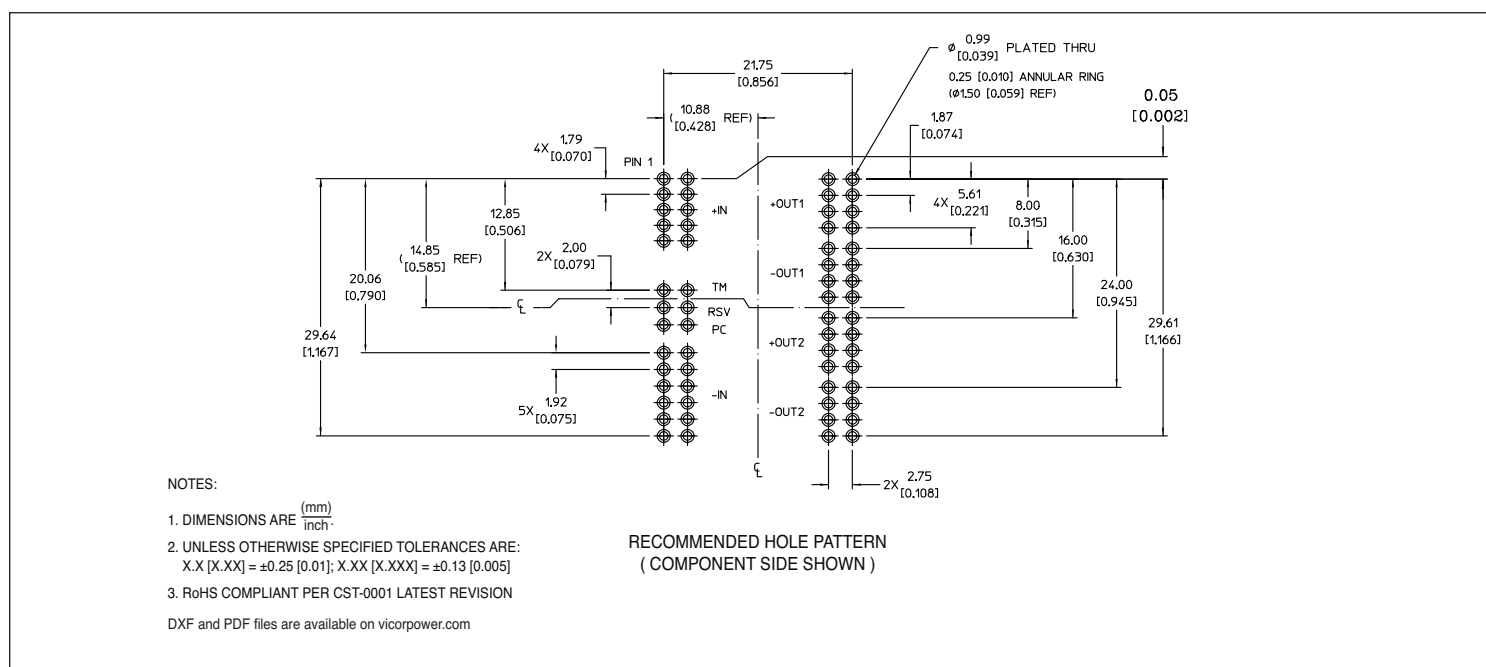 ø 0.99 [0.039] PLATED THRU
0.25 [0.010] ANNULAR RING
(ø1.50 [0.059] REF)
21.75
[0.856]
0.05
[0.002]
( 10.88 [0.428] REF)
1.87
[0.074]
4X 1.79 [0.070]
PIN 1
+IN
+OUT1
4X 5.61 [0.221]
8.00
[0.315]
12.85
[0.506]
16.00
[0.630]
( 14.85 [0.585] REF)
2X 2.00 [0.079]
-OUT1
20.06
[0.790]
TM
24.00
[0.945]
℄
RSV
PC
29.64
[1.167]
29.61
[1.166]
+OUT2
5X 1.92 [0.075]
-IN
-OUT2
℄
2X 2.75 [0.108]
NOTES:
1. DIMENSIONS ARE (mm)/inch.
2. UNLESS OTHERWISE SPECIFIED TOLERANCES ARE:
X.X [X.XX] = ±0.25 [0.01]; X.XX [X.XXX] = ±0.13 [0.005]
3. RoHS COMPLIANT PER CST-0001 LATEST REVISION
DXF and PDF files are available on vicorpower.com
RECOMMENDED HOLE PATTERN
( COMPONENT SIDE SHOWN )